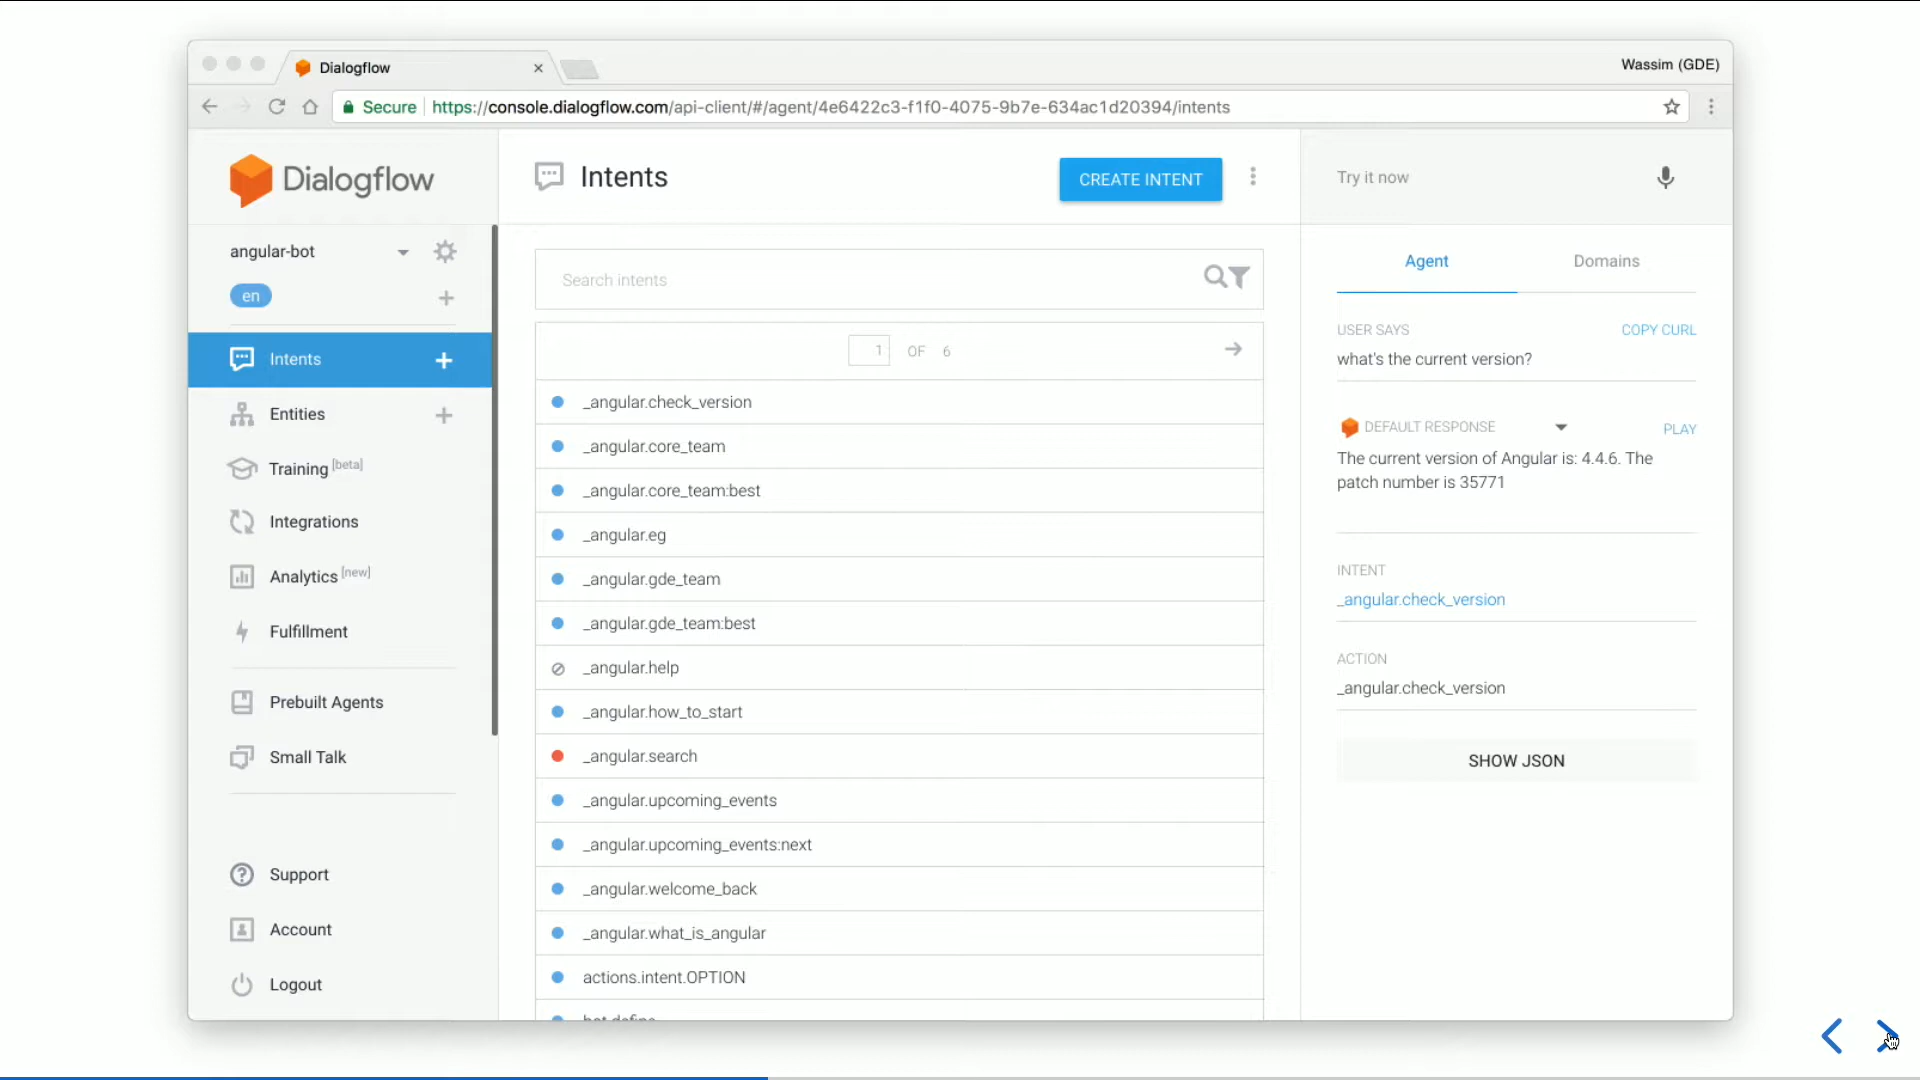 Dialogflow
Wassim (GDE)
Secure
https://console.dialogflow.com/api-client/#/agent/4e6422c3-f1f0-4075-9b7e-634ac1d20394/intents
Dialogflow
angular-bot
en
Intents
Entities
Training [beta]
Integrations
Analytics [new]
Fulfillment
Prebuilt Agents
Small Talk
Support
Account
Logout
Intents
CREATE INTENT
Search intents
1 OF 6
_angular.check_version
_angular.core_team
_angular.core_team:best
_angular.eg
_angular.gde_team
_angular.gde_team:best
_angular.help
_angular.how_to_start
_angular.search
_angular.upcoming_events
_angular.upcoming_events:next
_angular.welcome_back
_angular.what_is_angular
actions.intent.OPTION
Try it now
Agent
Domains
USER SAYS
COPY CURL
what's the current version?
DEFAULT RESPONSE
PLAY
The current version of Angular is: 4.4.6. The
patch number is 35771
INTENT
_angular.check_version
ACTION
_angular.check_version
SHOW JSON